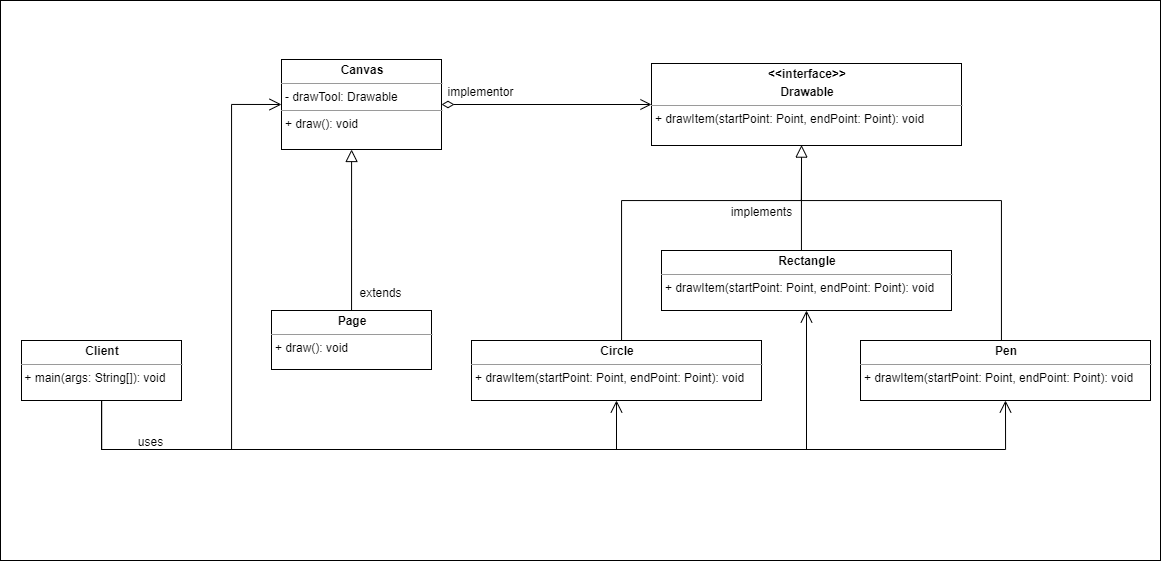 Canvas
- drawTool: Drawable
+ draw(): void
implementor
<<interface>>
Drawable
+ drawItem(startPoint: Point, endPoint: Point): void
implements
Rectangle
+ drawItem(startPoint: Point, endPoint: Point): void
extends
Page
+ draw(): void
Client
+ main(args: String[]): void
Circle
+ drawItem(startPoint: Point, endPoint: Point): void
Pen
+ drawItem(startPoint: Point, endPoint: Point): void
uses